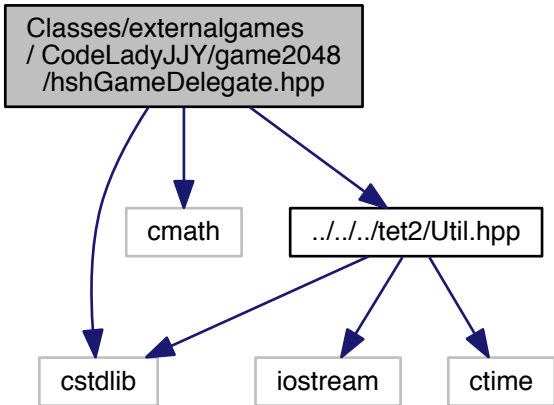 Classes/externalgames
/ CodeLadyJJY/game2048
/hshGameDelegate.hpp
cmath
../../../tet2/Util.hpp
cstdlib
iostream
ctime